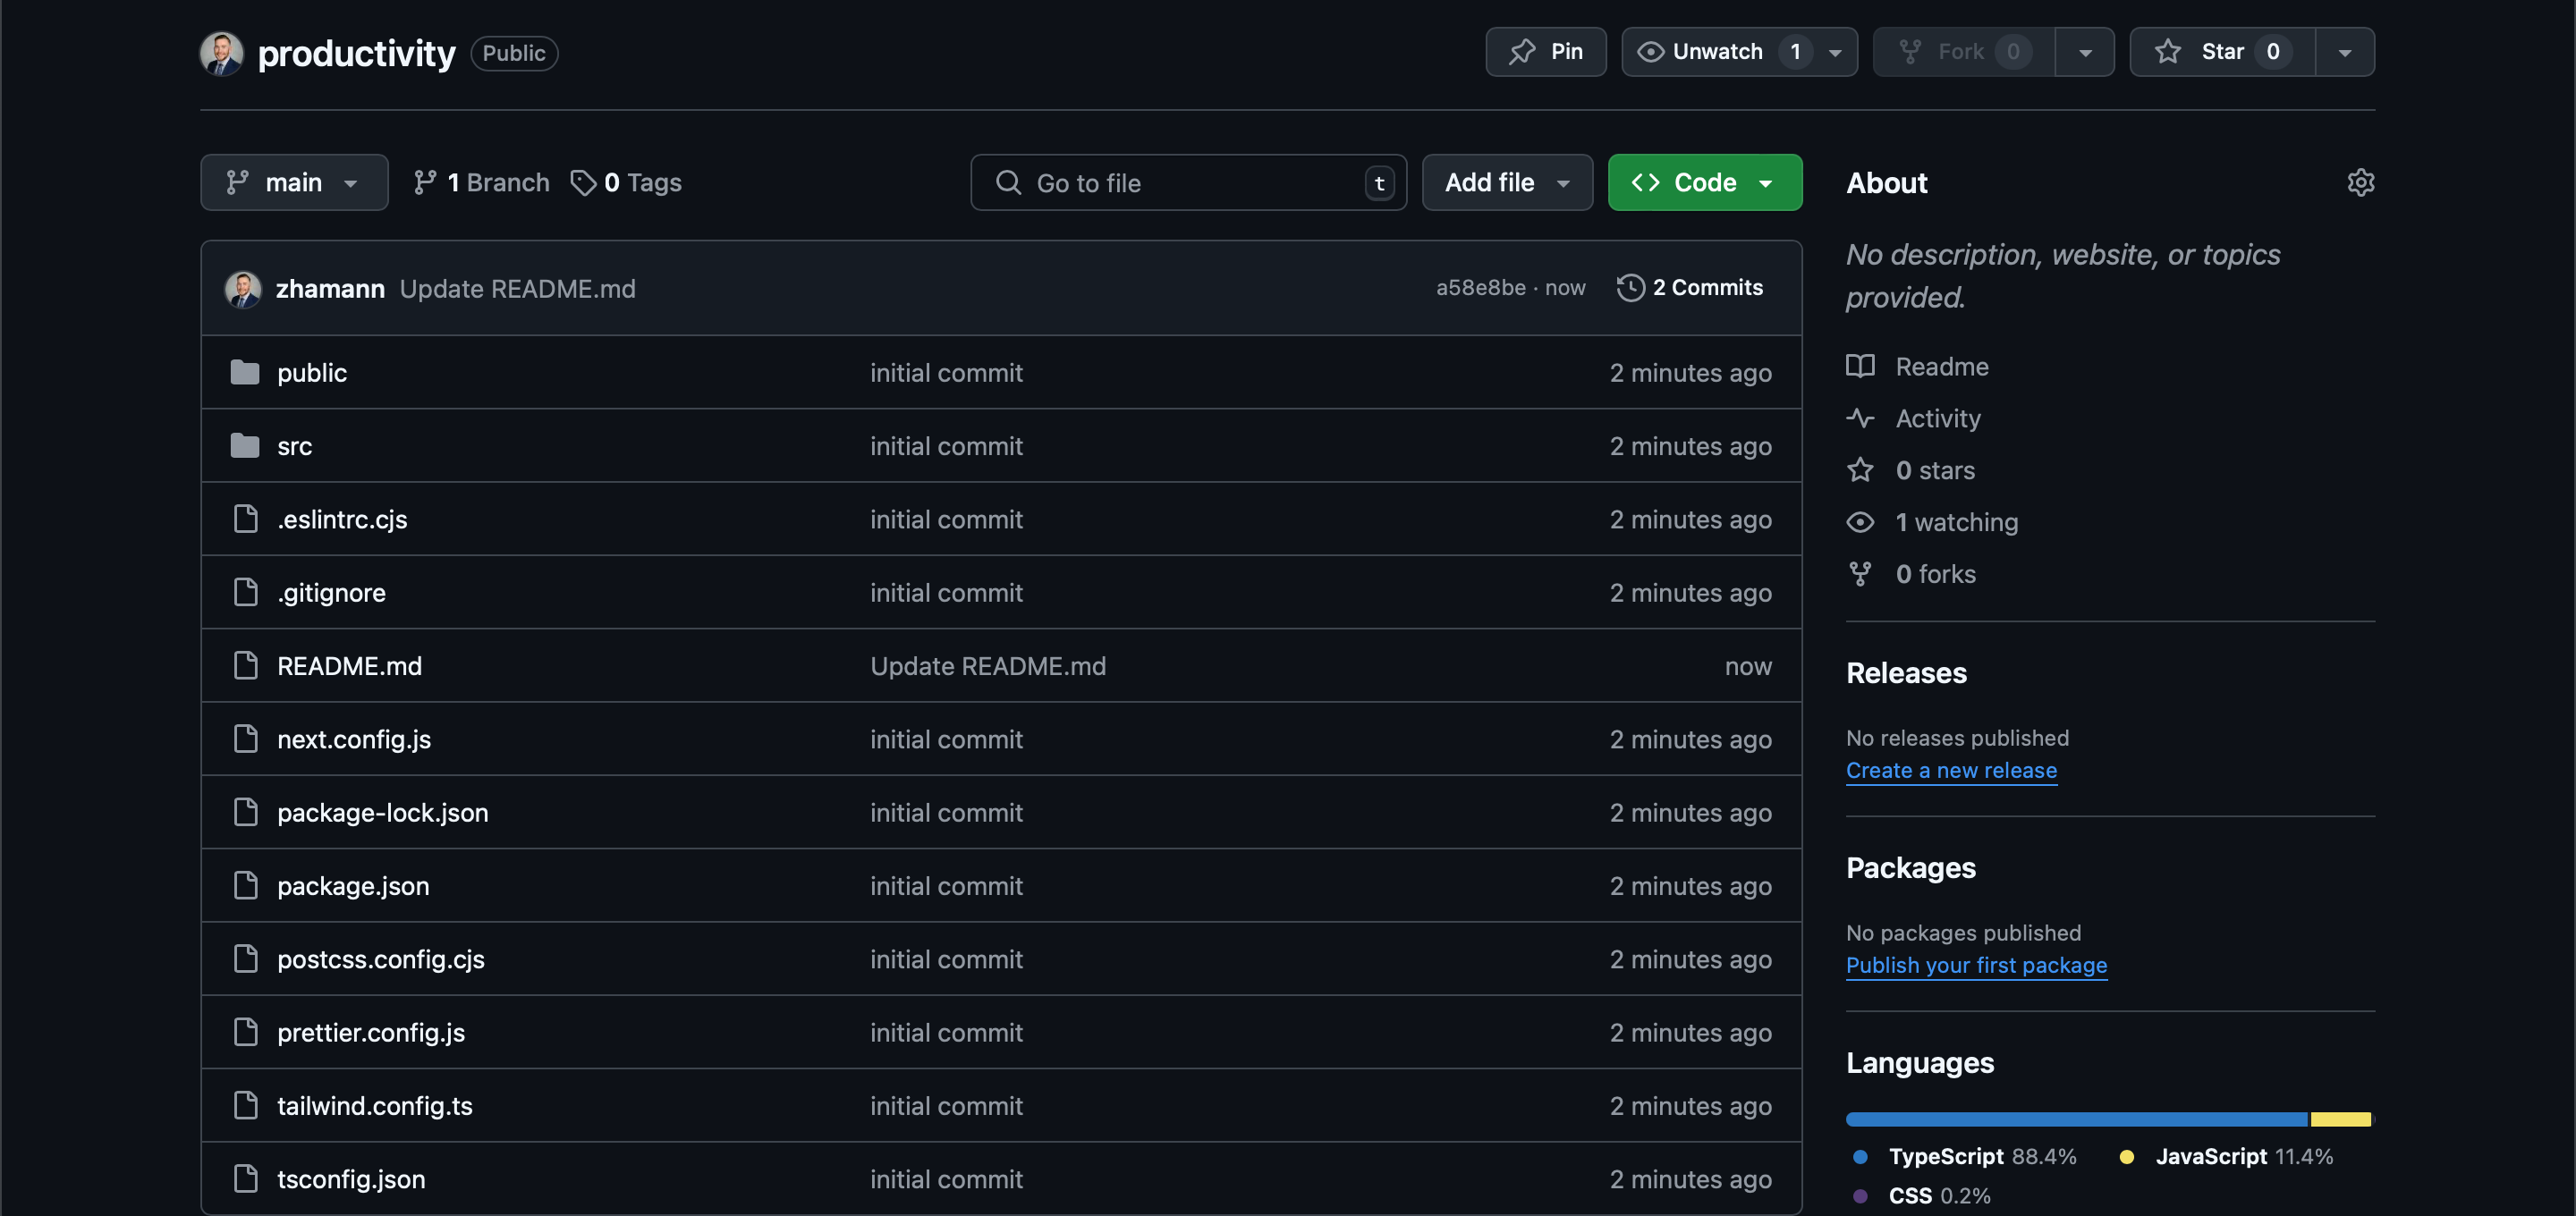 productivity Public
Pin Unwatch 1 Fork 0 Star 0
main 1 Branch 0 Tags Go to file t Add file Code
zhamann Update README.md a58e8be · now 2 Commits
public initial commit 2 minutes ago
src initial commit 2 minutes ago
.eslintrc.cjs initial commit 2 minutes ago
.gitignore initial commit 2 minutes ago
README.md Update README.md now
next.config.js initial commit 2 minutes ago
package-lock.json initial commit 2 minutes ago
package.json initial commit 2 minutes ago
postcss.config.cjs initial commit 2 minutes ago
prettier.config.js initial commit 2 minutes ago
tailwind.config.ts initial commit 2 minutes ago
tsconfig.json initial commit 2 minutes ago
About
No description, website, or topics
provided.
Readme
Activity
0 stars
1 watching
0 forks
Releases
No releases published
Create a new release
Packages
No packages published
Publish your first package
Languages
TypeScript 88.4% JavaScript 11.4%
CSS 0.2%